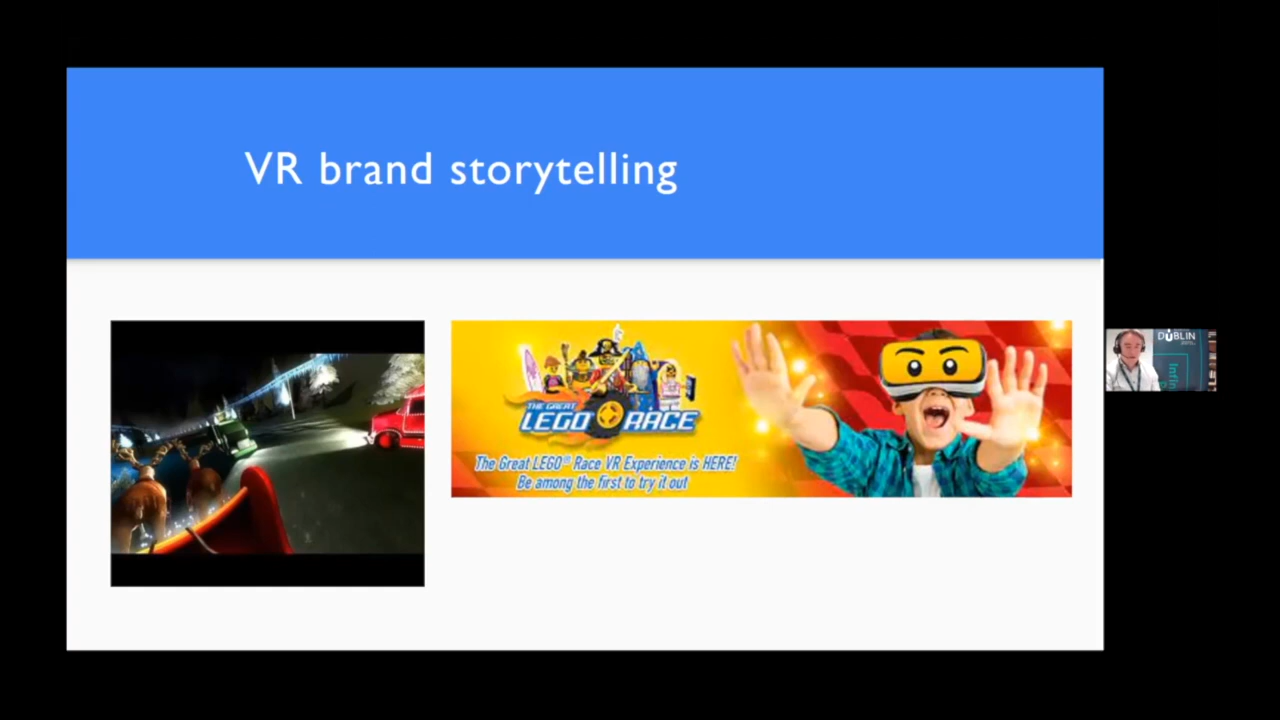 VR brand storytelling
THE GREAT
LEGO RACE
The Great LEGO® Race VR Experience is HERE!
Be among the first to try it out
DUBLIN
Infin